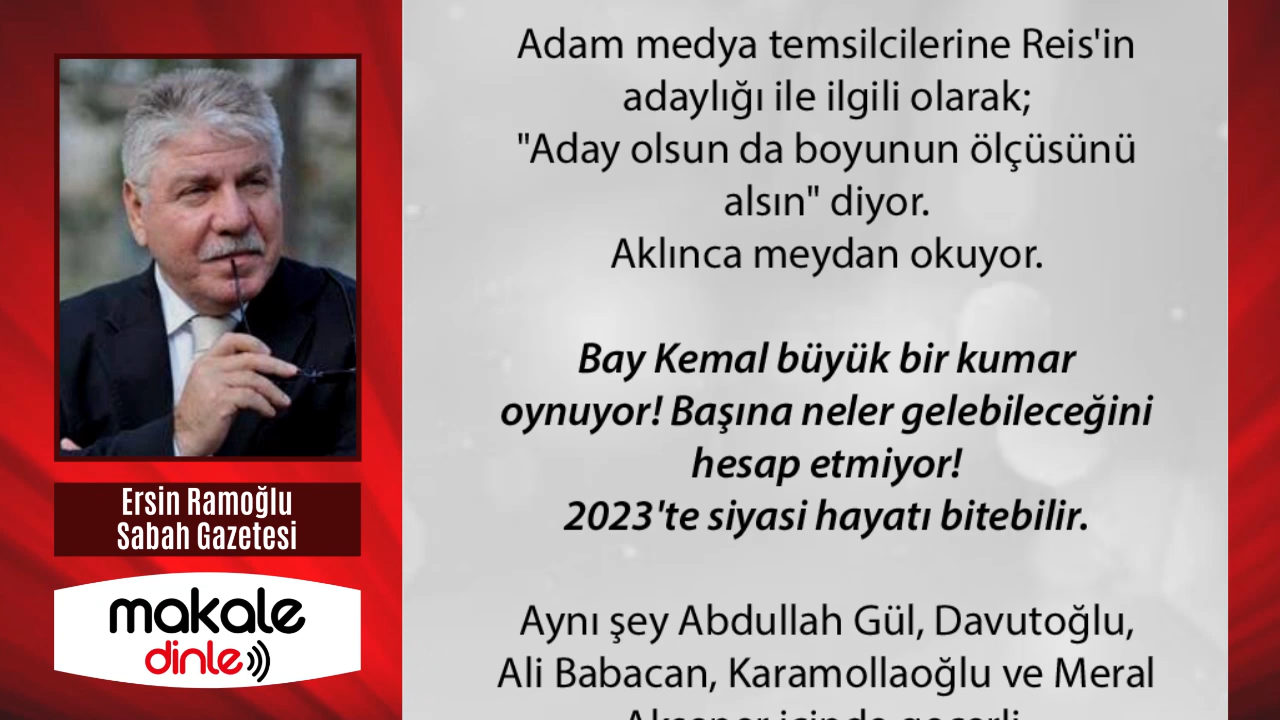 Adam medya temsilcilerine Reis'in
adaylığı ile ilgili olarak;
"Aday olsun da boyunun ölçüsünü
alsın" diyor.
Aklınca meydan okuyor.
Bay Kemal büyük bir kumar
oynuyor! Başına neler gelebileceğini
hesap etmiyor!
2023'te siyasi hayatı bitebilir.
Aynı şey Abdullah Gül, Davutoğlu,
Ali Babacan, Karamollaoğlu ve Meral
Ersin Ramoğlu
Sabah Gazetesi
makale
dinle